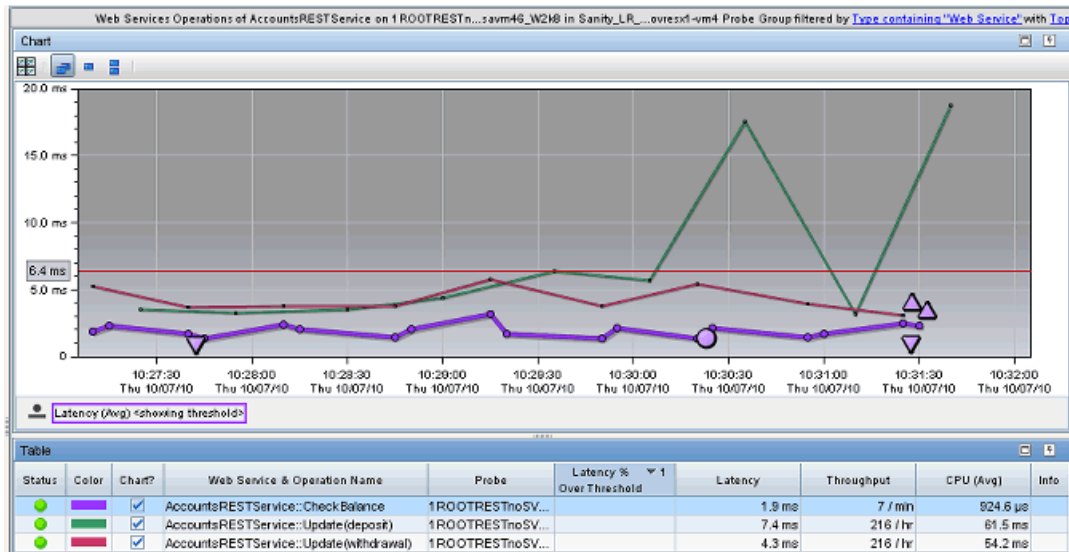 Web Services Operations of AccountsRESTService on 1ROOTRESTn...savm46_W2k8 in Sanity_LR_...ovresx1-vm4 Probe Group filtered by Type containing "Web Service" with Top
Chart
20.0 ms
15.0 ms
10.0 ms
6.4 ms
5.0 ms
0
10:27:30 10:28:00 10:28:30 10:29:00 10:29:30 10:30:00 10:30:30 10:31:00 10:31:30 10:32:00
Thu 10/07/10 Thu 10/07/10 Thu 10/07/10 Thu 10/07/10 Thu 10/07/10 Thu 10/07/10 Thu 10/07/10 Thu 10/07/10 Thu 10/07/10 Thu 10/07/10
Latency (Avg) <showing threshold>
Table
Status Color Chart? Web Service & Operation Name Probe Latency % Over Threshold 1 Latency Throughput CPU (Avg) Info
AccountsRESTService::CheckBalance 1ROOTRESTnoSV... 1.9 ms 7 / min 924.6 µs
AccountsRESTService::Update(deposit) 1ROOTRESTnoSV... 7.4 ms 216 / hr 61.5 ms
AccountsRESTService::Update(withdrawal) 1ROOTRESTnoSV... 4.3 ms 216 / hr 54.2 ms